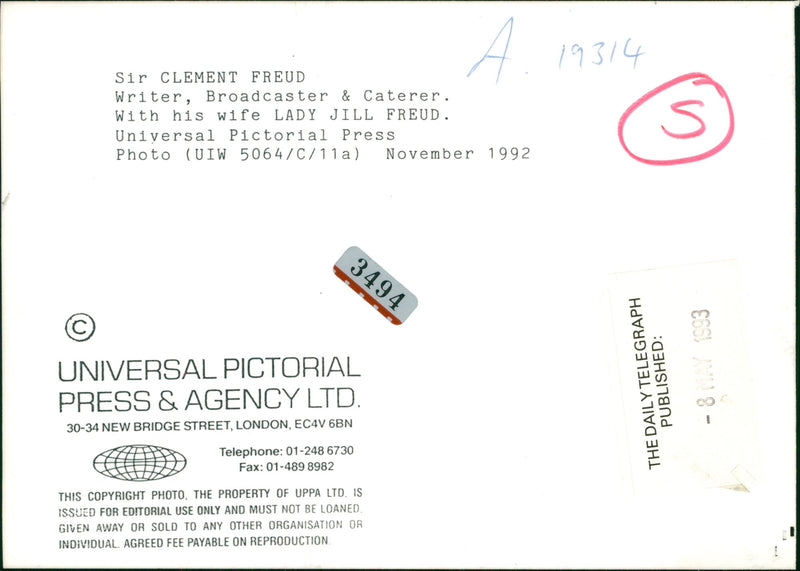 A. 19314
Sir CLEMENT FREUD
Writer, Broadcaster & Caterer.
With his wife LADY JILL FREUD.
Universal Pictorial Press
Photo (UIW 5064/C/11a) November 1992
S
3494
©
UNIVERSAL PICTORIAL
PRESS & AGENCY LTD.
30-34 NEW BRIDGE STREET, LONDON, EC4V 6BN
Telephone: 01-248 6730
Fax: 01-489 8982
THIS COPYRIGHT PHOTO, THE PROPERTY OF UPPA LTD. IS
ISSUED FOR EDITORIAL USE ONLY AND MUST NOT BE LOANED,
GIVEN AWAY OR SOLD TO ANY OTHER ORGANISATION OR
INDIVIDUAL. AGREED FEE PAYABLE ON REPRODUCTION.
THE DAILY TELEGRAPH
PUBLISHED:
- 8 MAY 1993